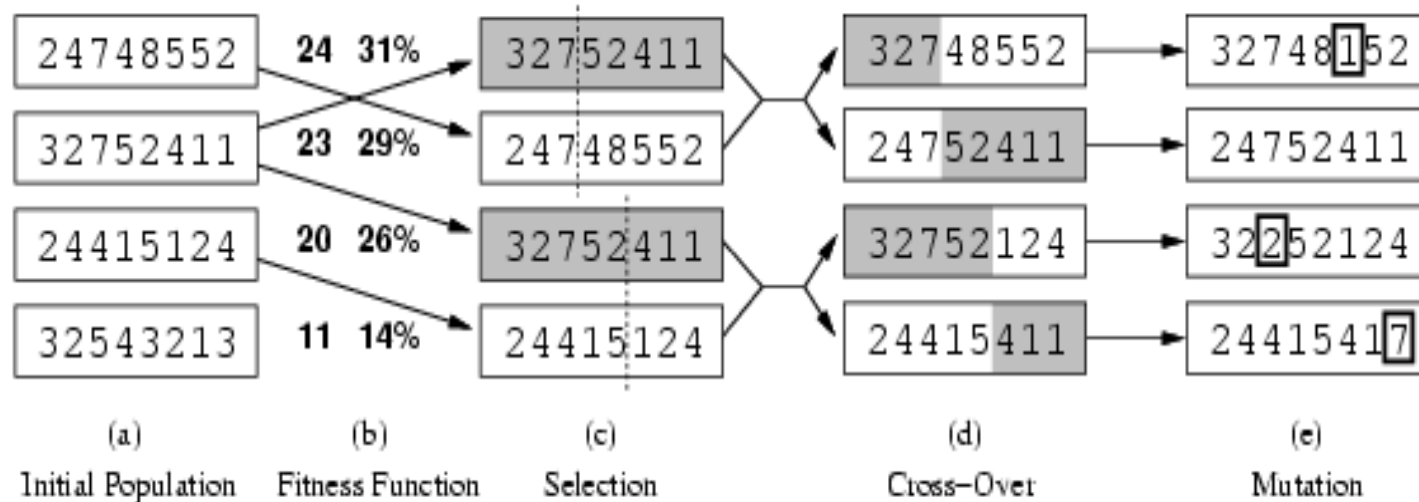 24748552 24 31% 32752411 32748552 32748152
32752411 23 29% 24748552 24752411 24752411
24415124 20 26% 32752411 32752124 32252124
32543213 11 14% 24415124 24415411 24415417
(a) (b) (c) (d) (e)
Initial Population Fitness Function Selection Cross–Over Mutation